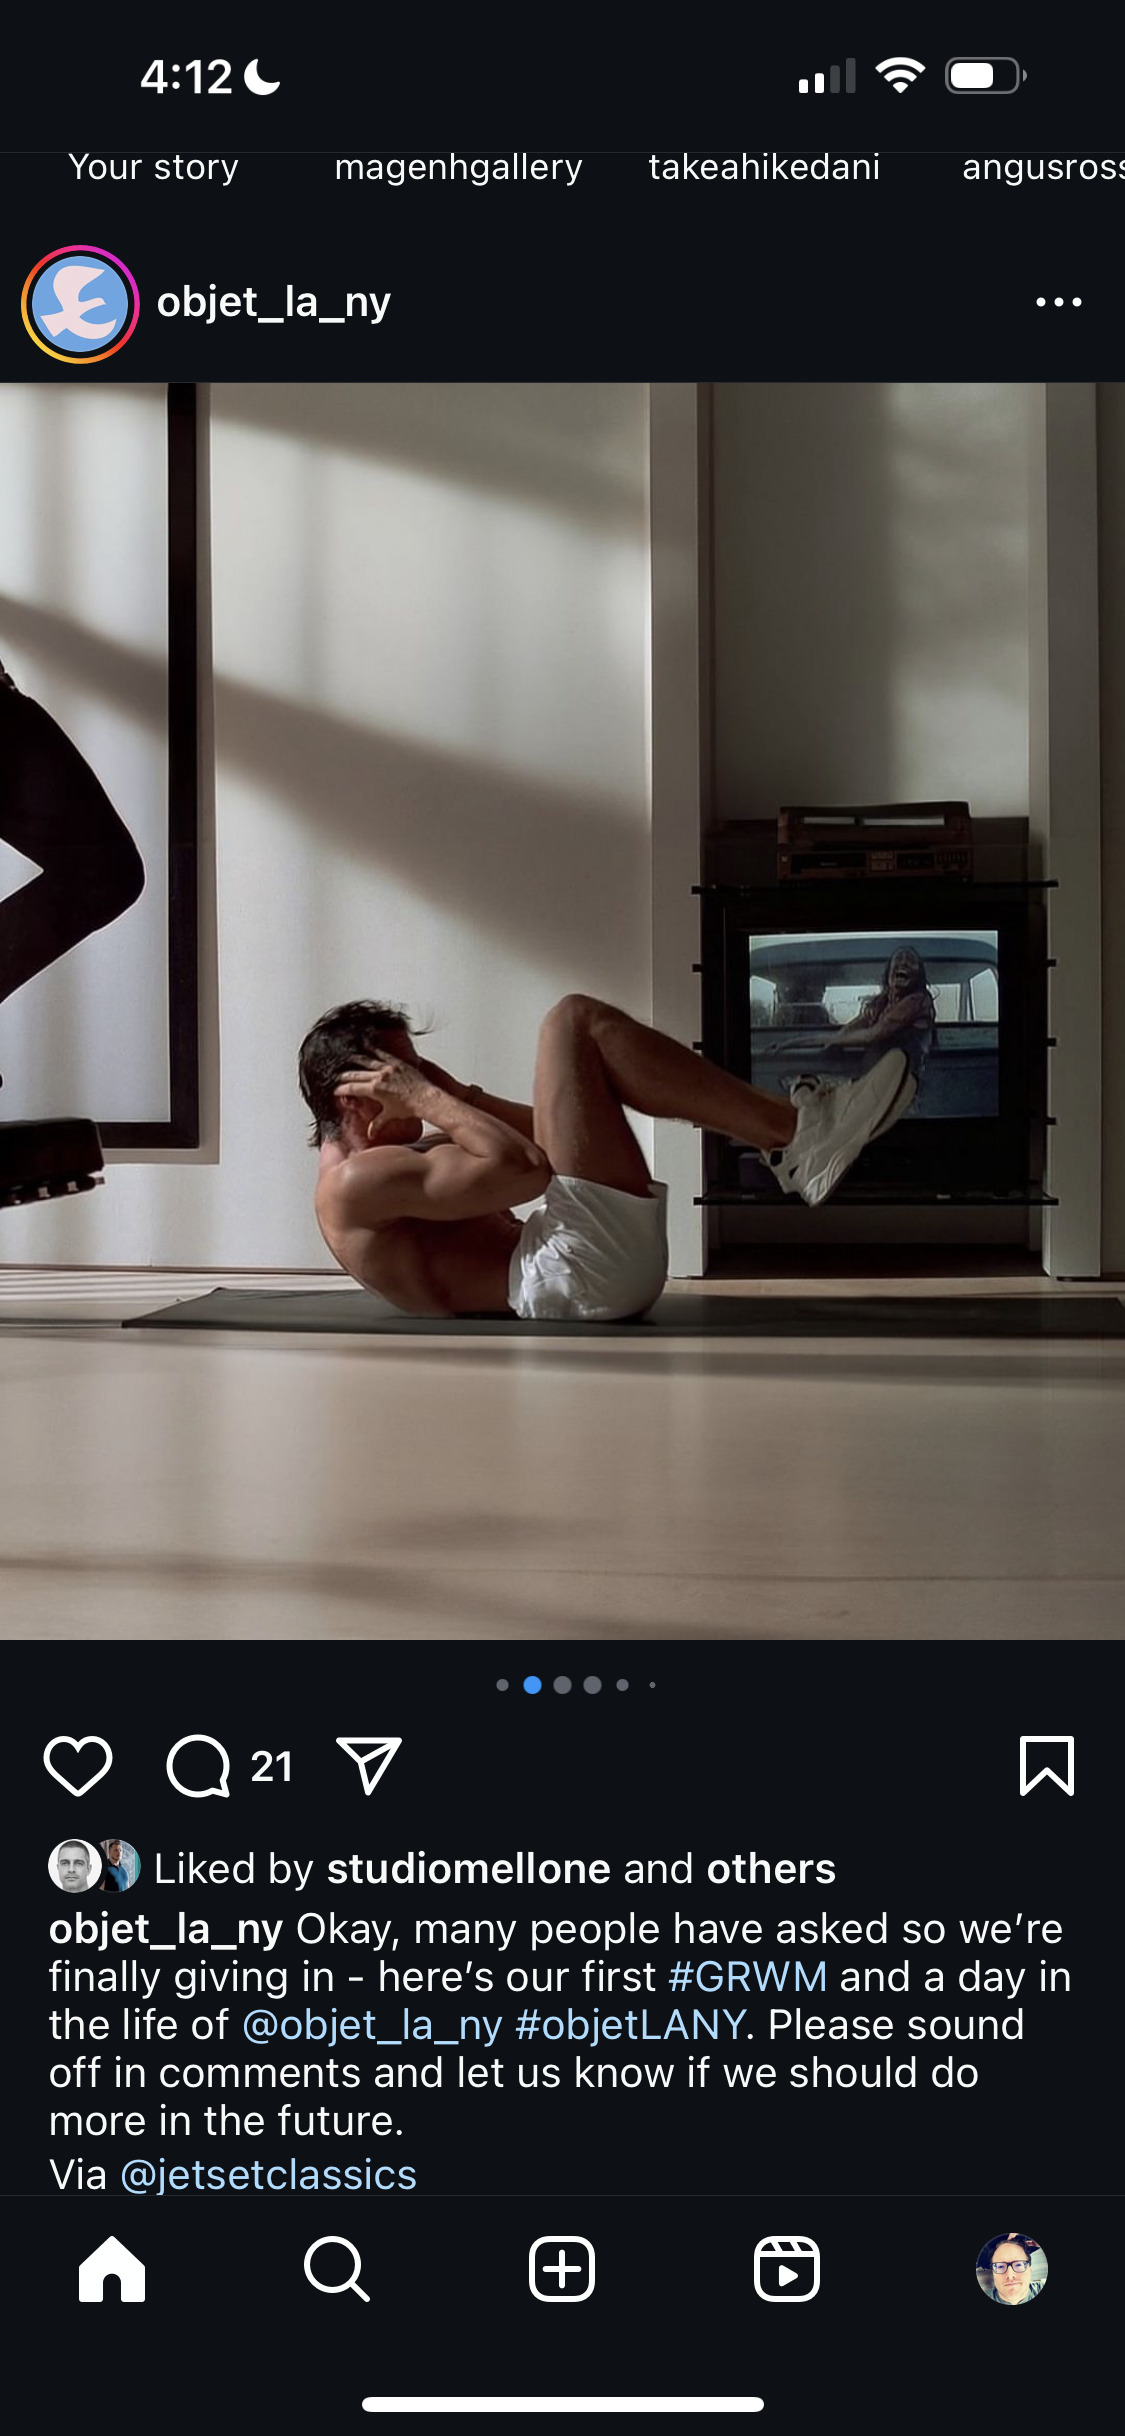 4:12
Your story magenhgallery takeahikedani angusross
objet_la_ny
21
Liked by studiomellone and others
objet_la_ny Okay, many people have asked so we’re
finally giving in - here’s our first #GRWM and a day in
the life of @objet_la_ny #objetLANY. Please sound
off in comments and let us know if we should do
more in the future.
Via @jetsetclassics